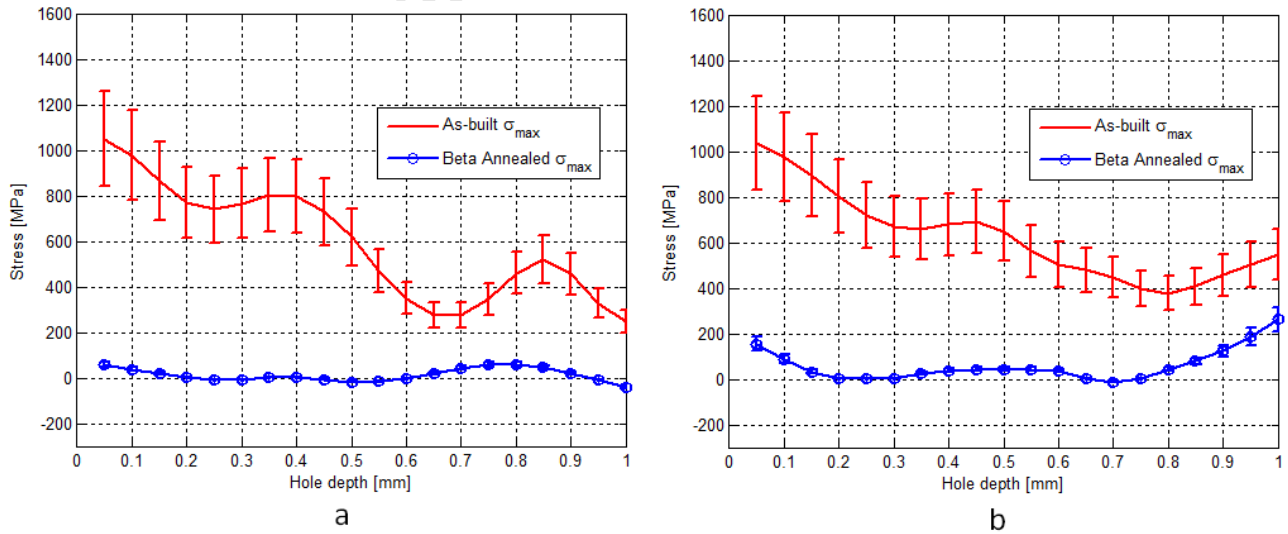 1600
1400
1200
1000
800
600
400
200
0
-200
Stress [MPa]
As-built σmax
Beta Annealed σmax
0 0.1 0.2 0.3 0.4 0.5 0.6 0.7 0.8 0.9 1
Hole depth [mm]
a
1600
1400
1200
1000
800
600
400
200
0
-200
Stress [MPa]
As-built σmax
Beta Annealed σmax
0 0.1 0.2 0.3 0.4 0.5 0.6 0.7 0.8 0.9 1
Hole depth [mm]
b